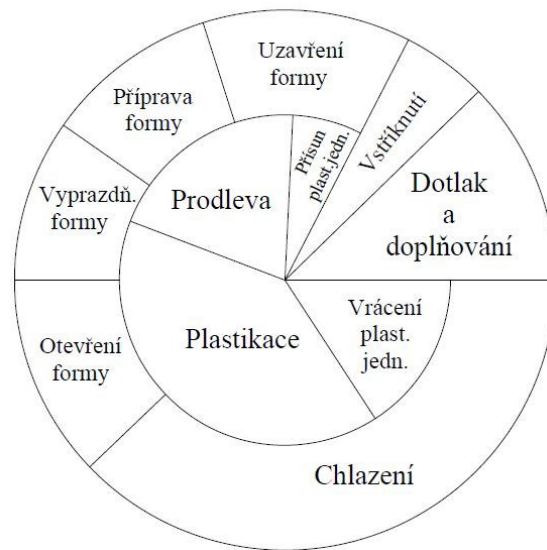 Uzavření
formy
Příprava
formy
Přísun
plast.jedn.
Vstříknutí
Vyprazdň.
formy
Prodleva
Dotlak
a
doplňování
Otevření
formy
Plastikace
Vrácení
plast.
jedn.
Chlazení